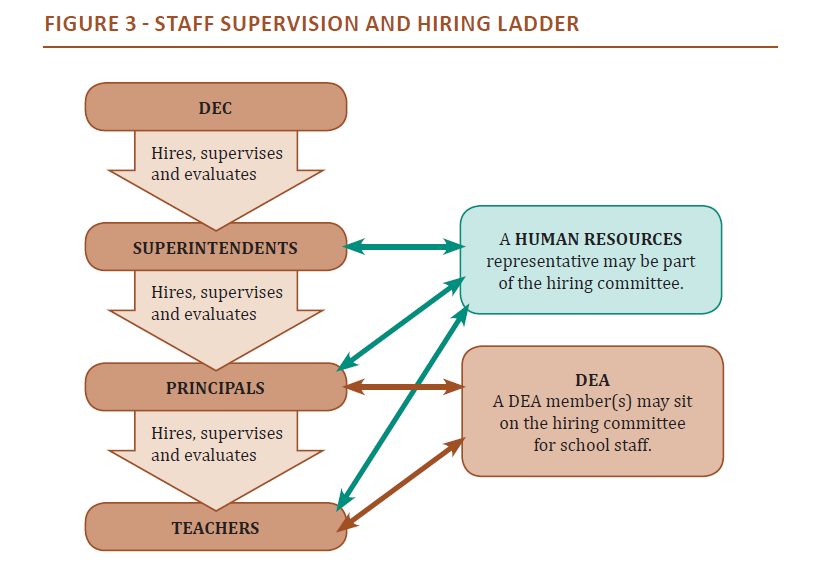 FIGURE 3 - STAFF SUPERVISION AND HIRING LADDER
DEC
Hires, supervises
and evaluates
SUPERINTENDENTS
Hires, supervises
and evaluates
PRINCIPALS
Hires, supervises
and evaluates
TEACHERS
A HUMAN RESOURCES
representative may be part
of the hiring committee.
DEA
A DEA member(s) may sit
on the hiring committee
for school staff.